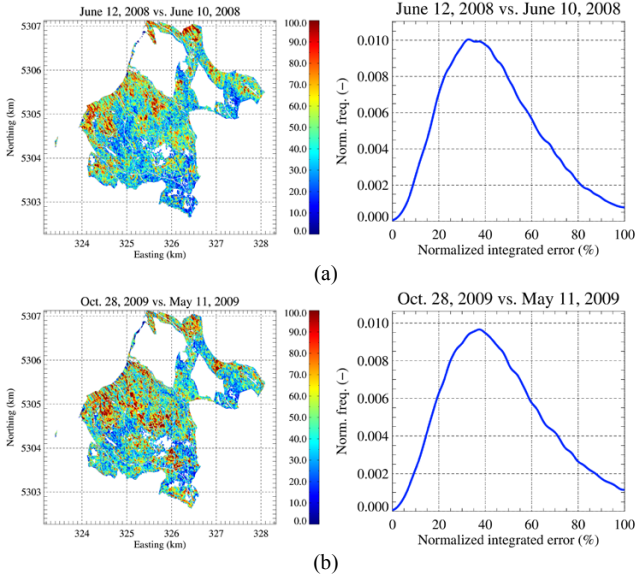 June 12, 2008 vs. June 10, 2008
5307
5306
5305
5304
5303
Northing (km)
324 325 326 327 328
Easting (km)
100.0
90.0
80.0
70.0
60.0
50.0
40.0
30.0
20.0
10.0
0.0
June 12, 2008 vs. June 10, 2008
0.010
0.008
0.006
0.004
0.002
0.000
Norm. freq. (−)
0 20 40 60 80 100
Normalized integrated error (%)
(a)
Oct. 28, 2009 vs. May 11, 2009
5307
5306
5305
5304
5303
Northing (km)
324 325 326 327 328
Easting (km)
100.0
90.0
80.0
70.0
60.0
50.0
40.0
30.0
20.0
10.0
0.0
Oct. 28, 2009 vs. May 11, 2009
0.010
0.008
0.006
0.004
0.002
0.000
Norm. freq. (−)
0 20 40 60 80 100
Normalized integrated error (%)
(b)